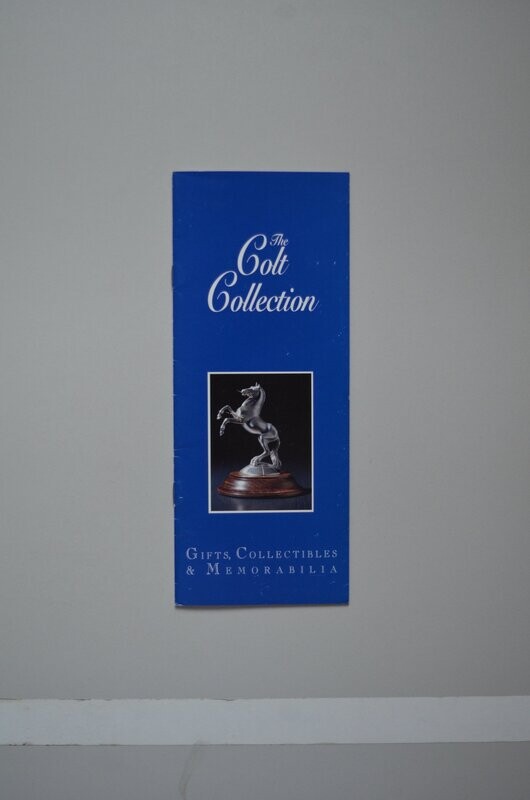 The
Colt
Collection
GIFTS, COLLECTIBLES
& MEMORABILIA